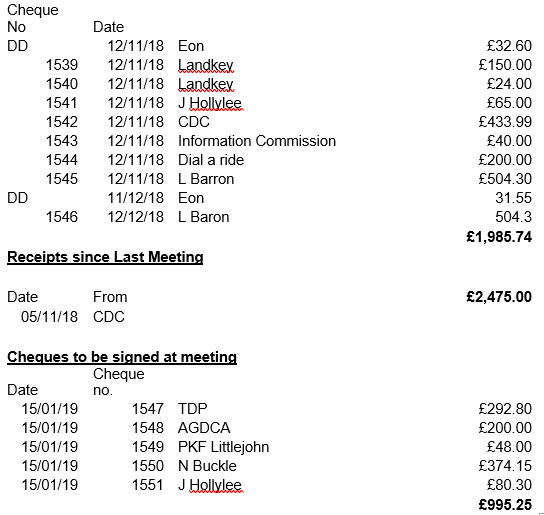 Cheque
No Date
DD 12/11/18 Eon £32.60
1539 12/11/18 Landkey £150.00
1540 12/11/18 Landkey £24.00
1541 12/11/18 J Hollylee £65.00
1542 12/11/18 CDC £433.99
1543 12/11/18 Information Commission £40.00
1544 12/11/18 Dial a ride £200.00
1545 12/11/18 L Barron £504.30
DD 11/12/18 Eon 31.55
1546 12/12/18 L Baron 504.3
£1,985.74
Receipts since Last Meeting
Date From £2,475.00
05/11/18 CDC
Cheques to be signed at meeting
Cheque
Date no.
15/01/19 1547 TDP £292.80
15/01/19 1548 AGDCA £200.00
15/01/19 1549 PKF Littlejohn £48.00
15/01/19 1550 N Buckle £374.15
15/01/19 1551 J Hollylee £80.30
£995.25